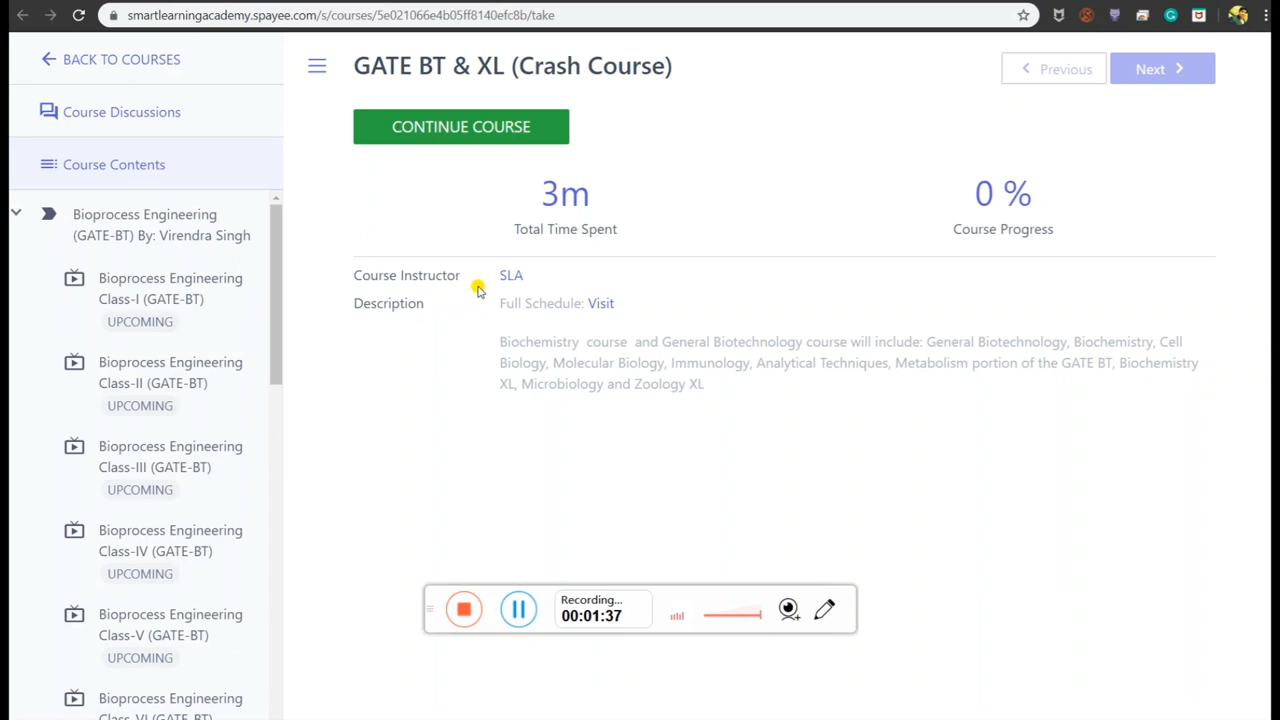 smartlearningacademy.spayee.com/s/courses/5e021066e4b05ff8140efc8b/take
BACK TO COURSES
Course Discussions
Course Contents
Bioprocess Engineering
(GATE-BT) By: Virendra Singh
Bioprocess Engineering
Class-I (GATE-BT)
UPCOMING
Bioprocess Engineering
Class-II (GATE-BT)
UPCOMING
Bioprocess Engineering
Class-III (GATE-BT)
UPCOMING
Bioprocess Engineering
Class-IV (GATE-BT)
UPCOMING
Bioprocess Engineering
Class-V (GATE-BT)
UPCOMING
Bioprocess Engineering
Class-VI (GATE-BT)
GATE BT & XL (Crash Course)
Previous
Next
CONTINUE COURSE
3m
Total Time Spent
0 %
Course Progress
Course Instructor SLA
Description Full Schedule: Visit
Biochemistry course and General Biotechnology course will include: General Biotechnology, Biochemistry, Cell
Biology, Molecular Biology, Immunology, Analytical Techniques, Metabolism portion of the GATE BT, Biochemistry
XL, Microbiology and Zoology XL
Recording...
00:01:37